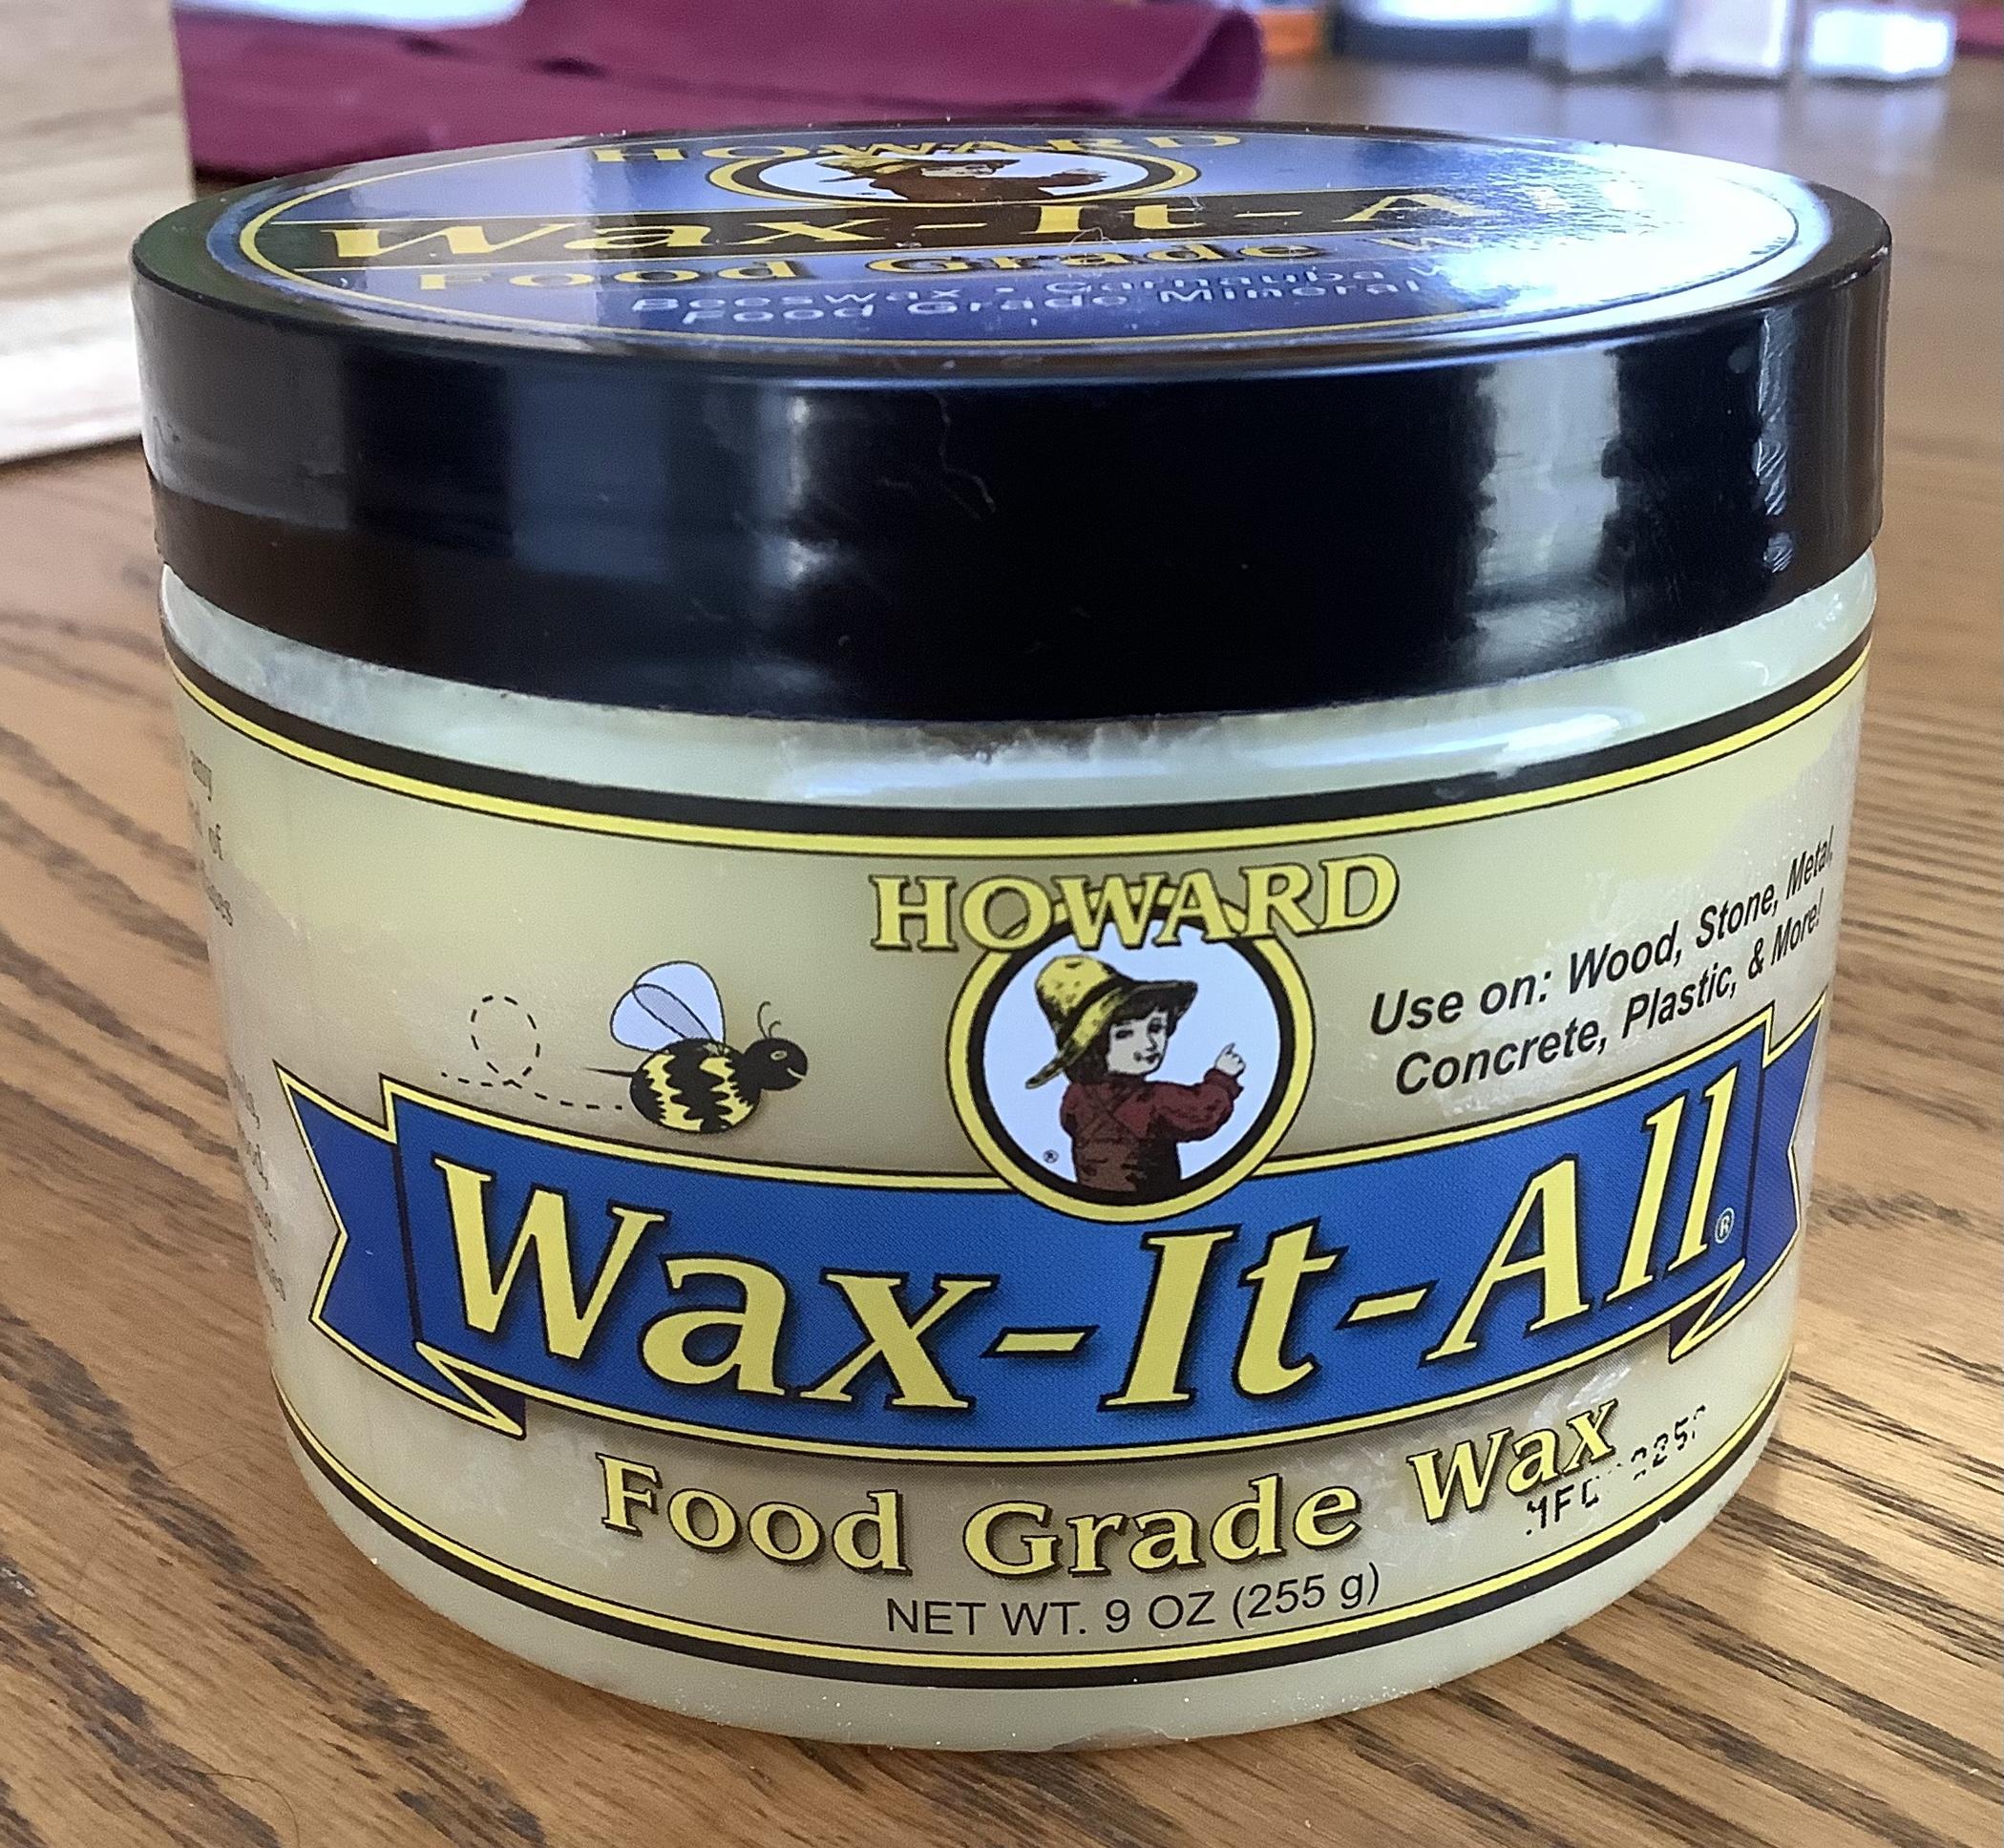 HOWARD
Wax-It-A
Food Grade W
Beeswax • Carnauba
Food Grade Mineral
of
HOWARD
Use on: Wood, Stone, Metal,
Concrete, Plastic, & More!
®
Wax-It-All®
Food Grade Wax
NET WT. 9 OZ (255 g)